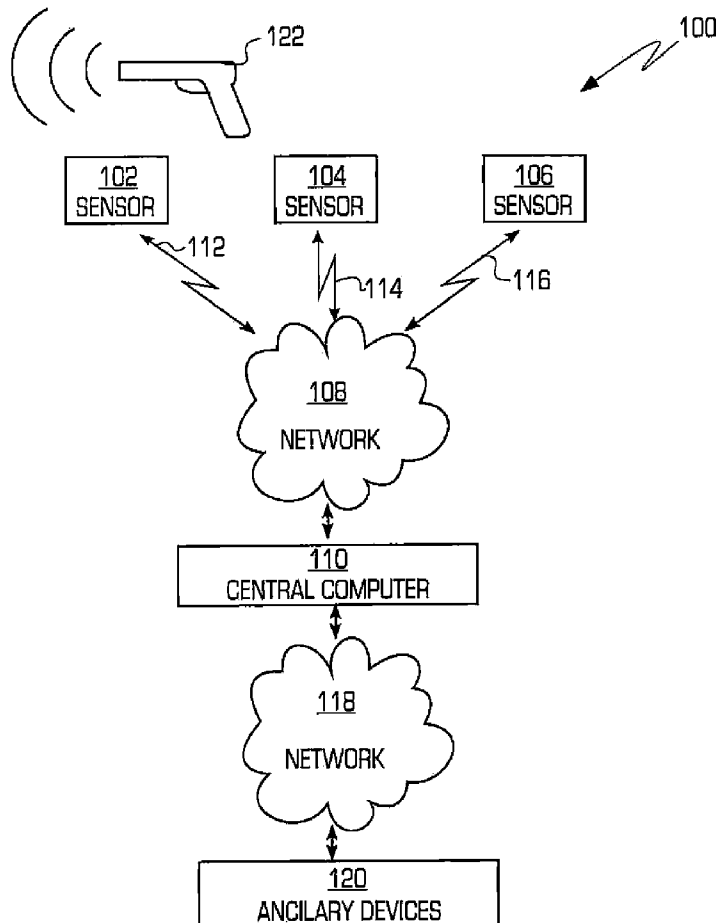 100
122
102
SENSOR
104
SENSOR
106
SENSOR
112
114
116
108
NETWORK
110
CENTRAL COMPUTER
118
NETWORK
120
ANCILARY DEVICES